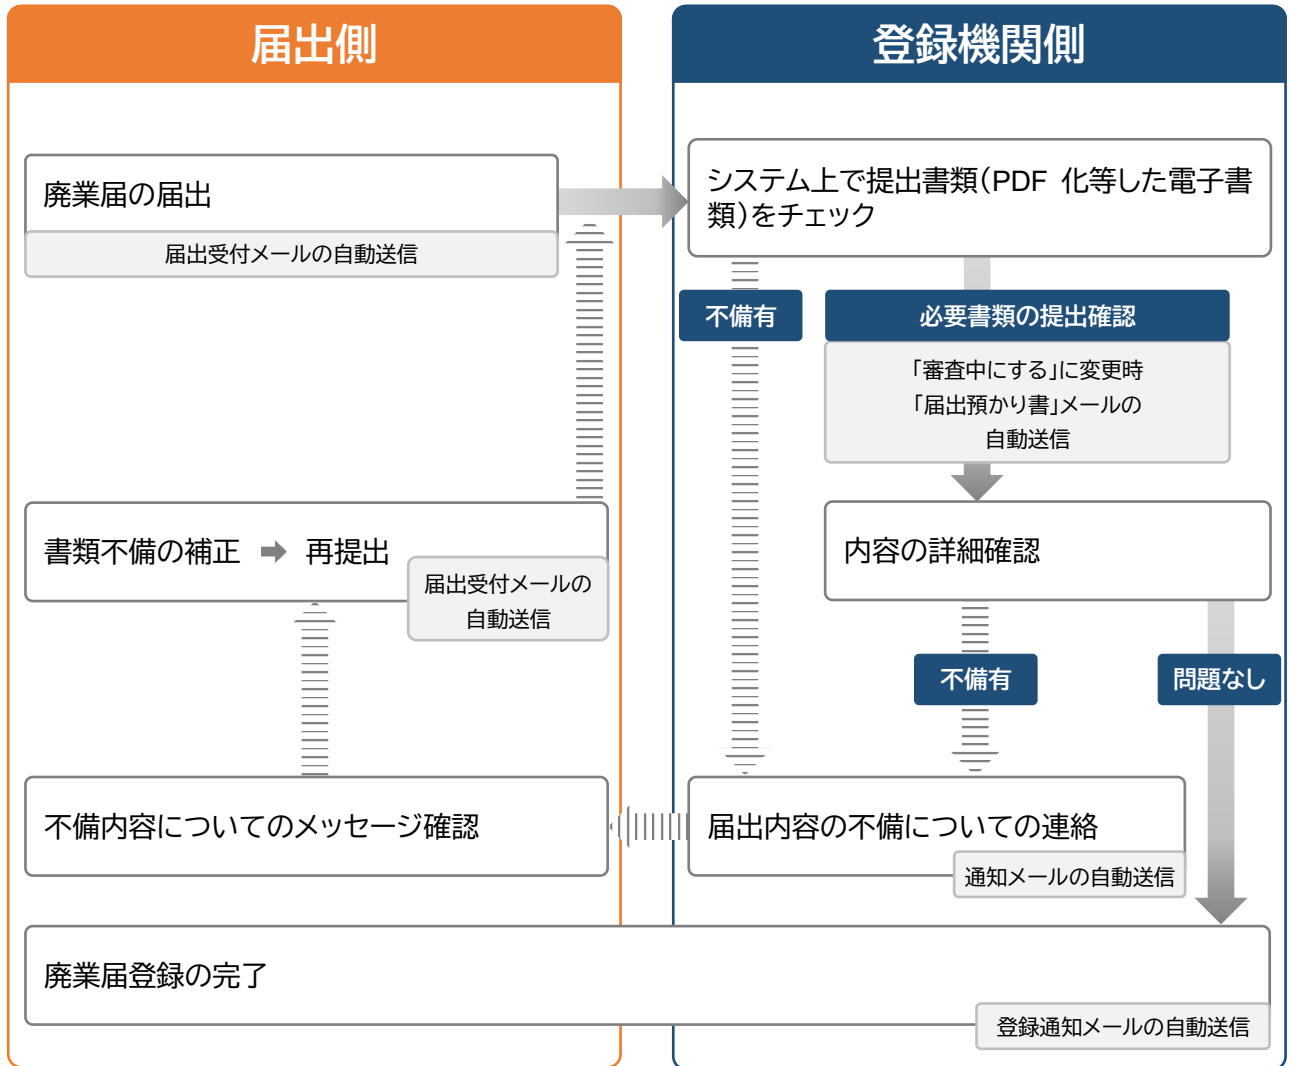 届出側
登録機関側
廃業届の届出
届出受付メールの自動送信
システム上で提出書類(PDF 化等した電子書
類)をチェック
不備有
必要書類の提出確認
「審査中にする」に変更時
「届出預かり書」メールの
自動送信
書類不備の補正 ➡ 再提出
届出受付メールの
自動送信
内容の詳細確認
不備有
問題なし
不備内容についてのメッセージ確認
届出内容の不備についての連絡
通知メールの自動送信
廃業届登録の完了
登録通知メールの自動送信